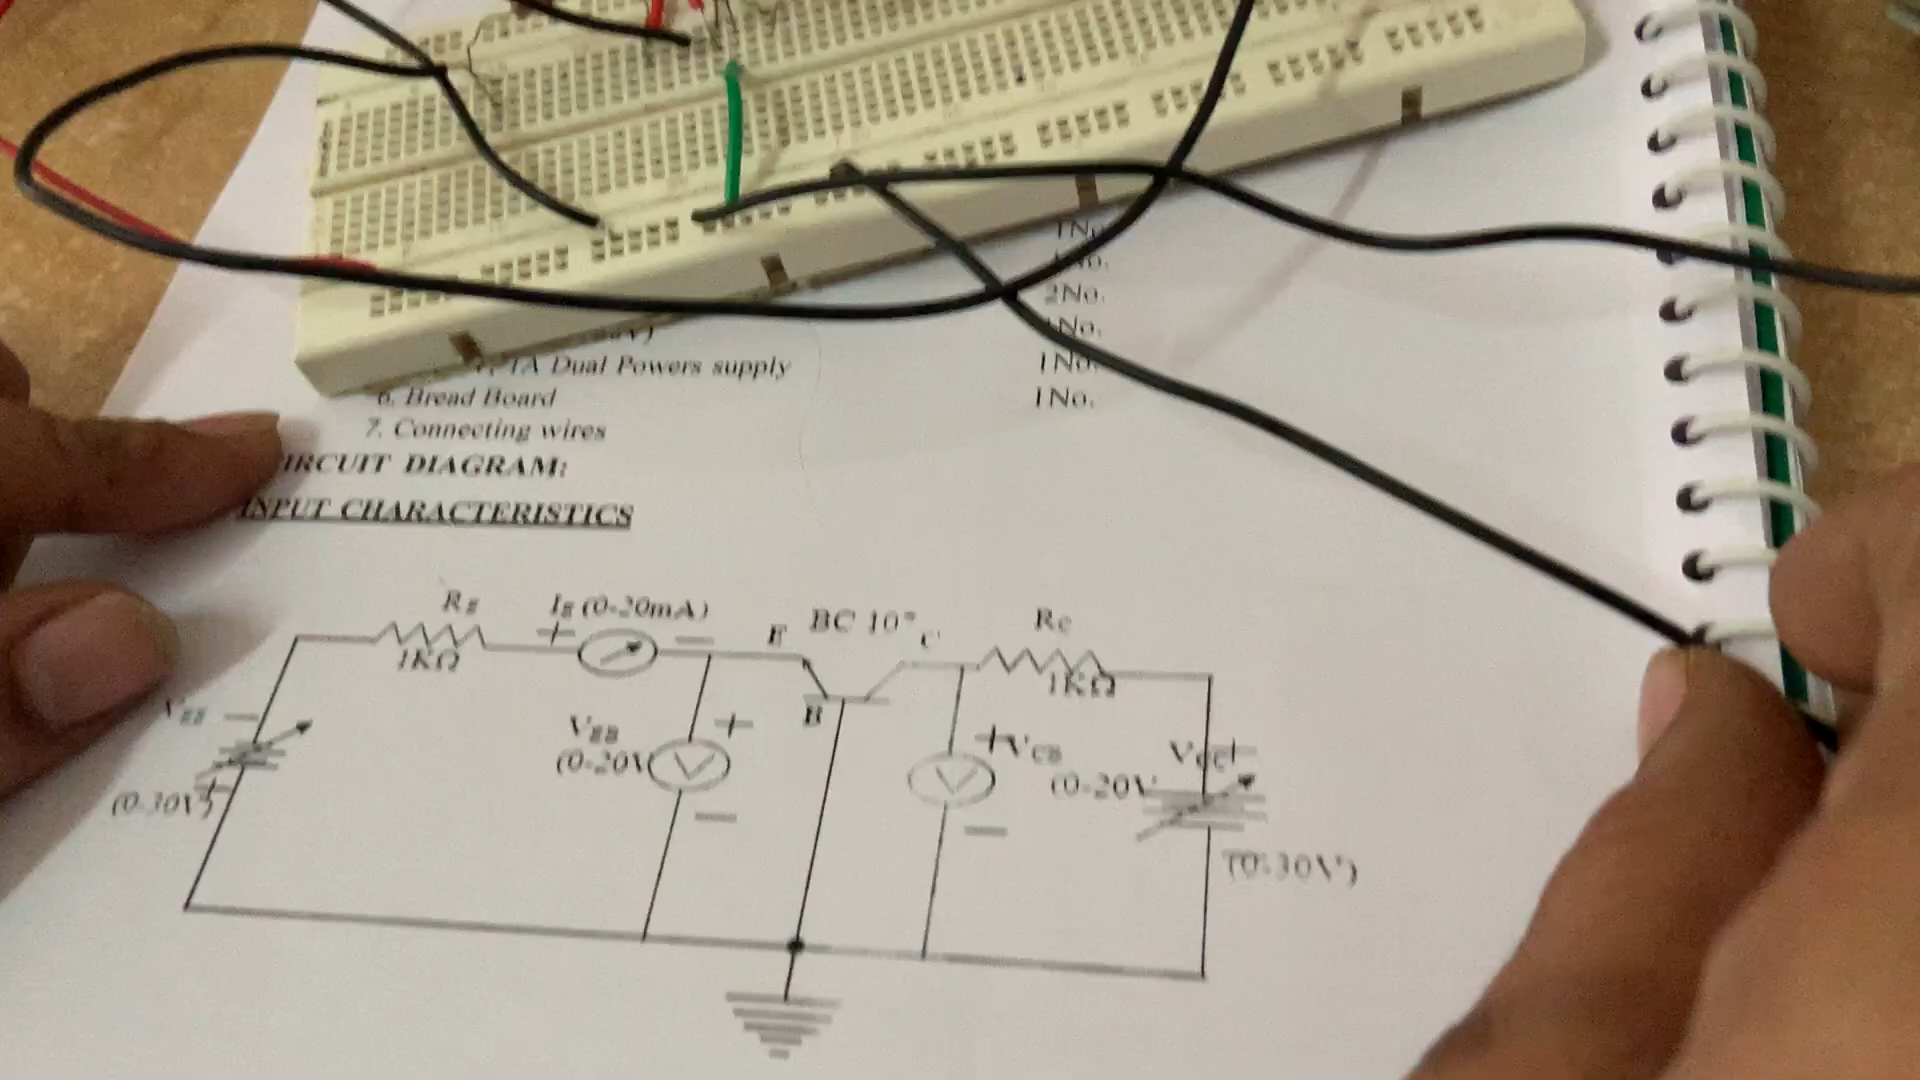 1No.
2No.
No.
1A Dual Powers supply 1No.
6. Bread Board 1No.
7. Connecting wires
CIRCUIT DIAGRAM:
INPUT CHARACTERISTICS
RE IE (0-20mA) E BC 107 C RC
+ −
1KΩ 1KΩ
VEE − B
VEB + +VCB VCC+
(0-20V (0-20V
V V
(0-30V) +
− −
(0-30V)